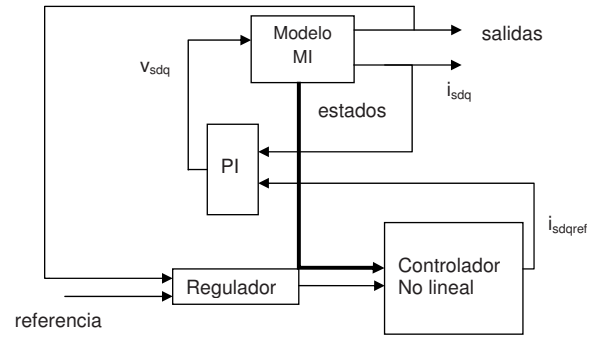 Modelo
MI
salidas
v_sdq
i_sdq
estados
PI
i_sdqref
Controlador
No lineal
Regulador
referencia